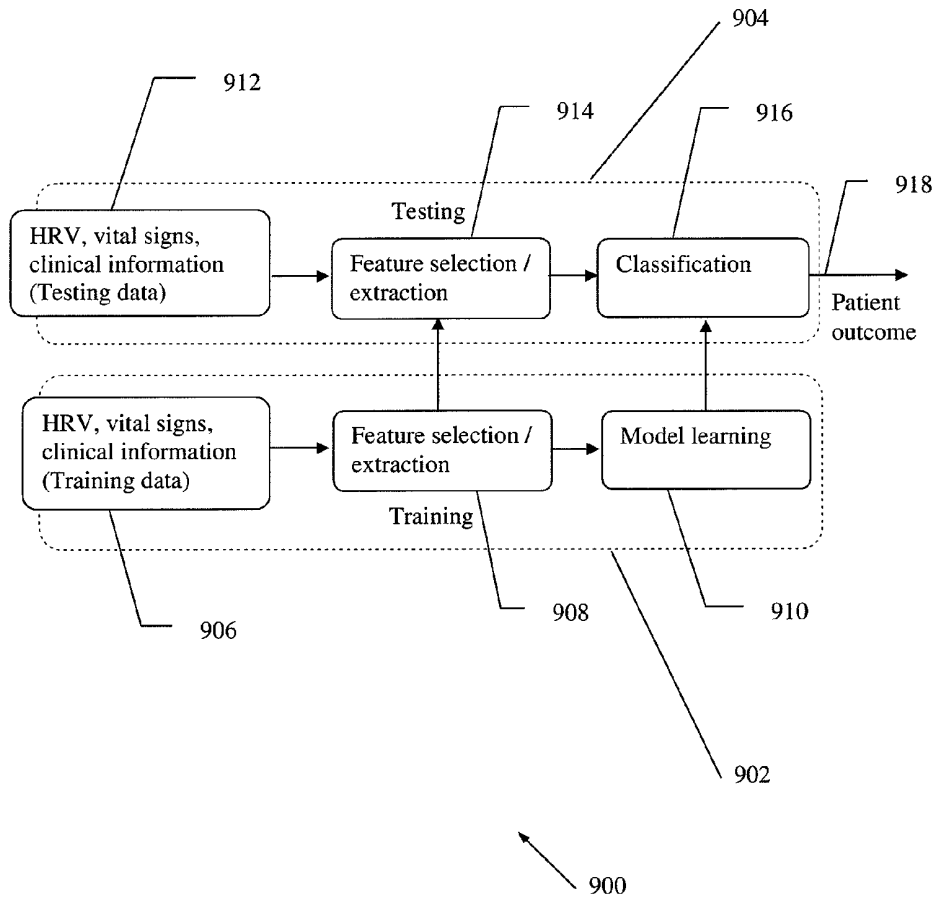 904
912
914
916
918
Testing
HRV, vital signs,
clinical information
(Testing data)
Feature selection /
extraction
Classification
Patient
outcome
HRV, vital signs,
clinical information
(Training data)
Feature selection /
extraction
Model learning
Training
906
908
910
902
900